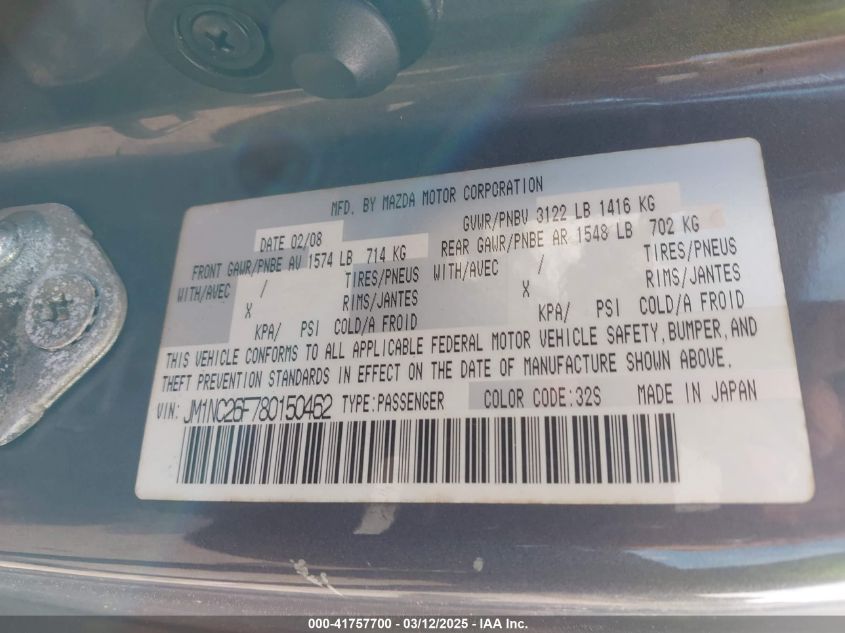 MFD. BY MAZDA MOTOR CORPORATION
DATE 02/08 GVWR/PNBV 3122 LB 1416 KG
FRONT GAWR/PNBE AV 1574 LB 714 KG REAR GAWR/PNBE AR 1548 LB 702 KG
WITH/AVEC / TIRES/PNEUS WITH/AVEC / TIRES/PNEUS
X RIMS/JANTES X RIMS/JANTES
KPA/ PSI COLD/A FROID KPA/ PSI COLD/A FROID
THIS VEHICLE CONFORMS TO ALL APPLICABLE FEDERAL MOTOR VEHICLE SAFETY, BUMPER, AND
THEFT PREVENTION STANDARDS IN EFFECT ON THE DATE OF MANUFACTURE SHOWN ABOVE.
VIN: JM1NC26F780150462 TYPE:PASSENGER COLOR CODE:32S MADE IN JAPAN
000-41757700 - 03/12/2025 - IAA Inc.